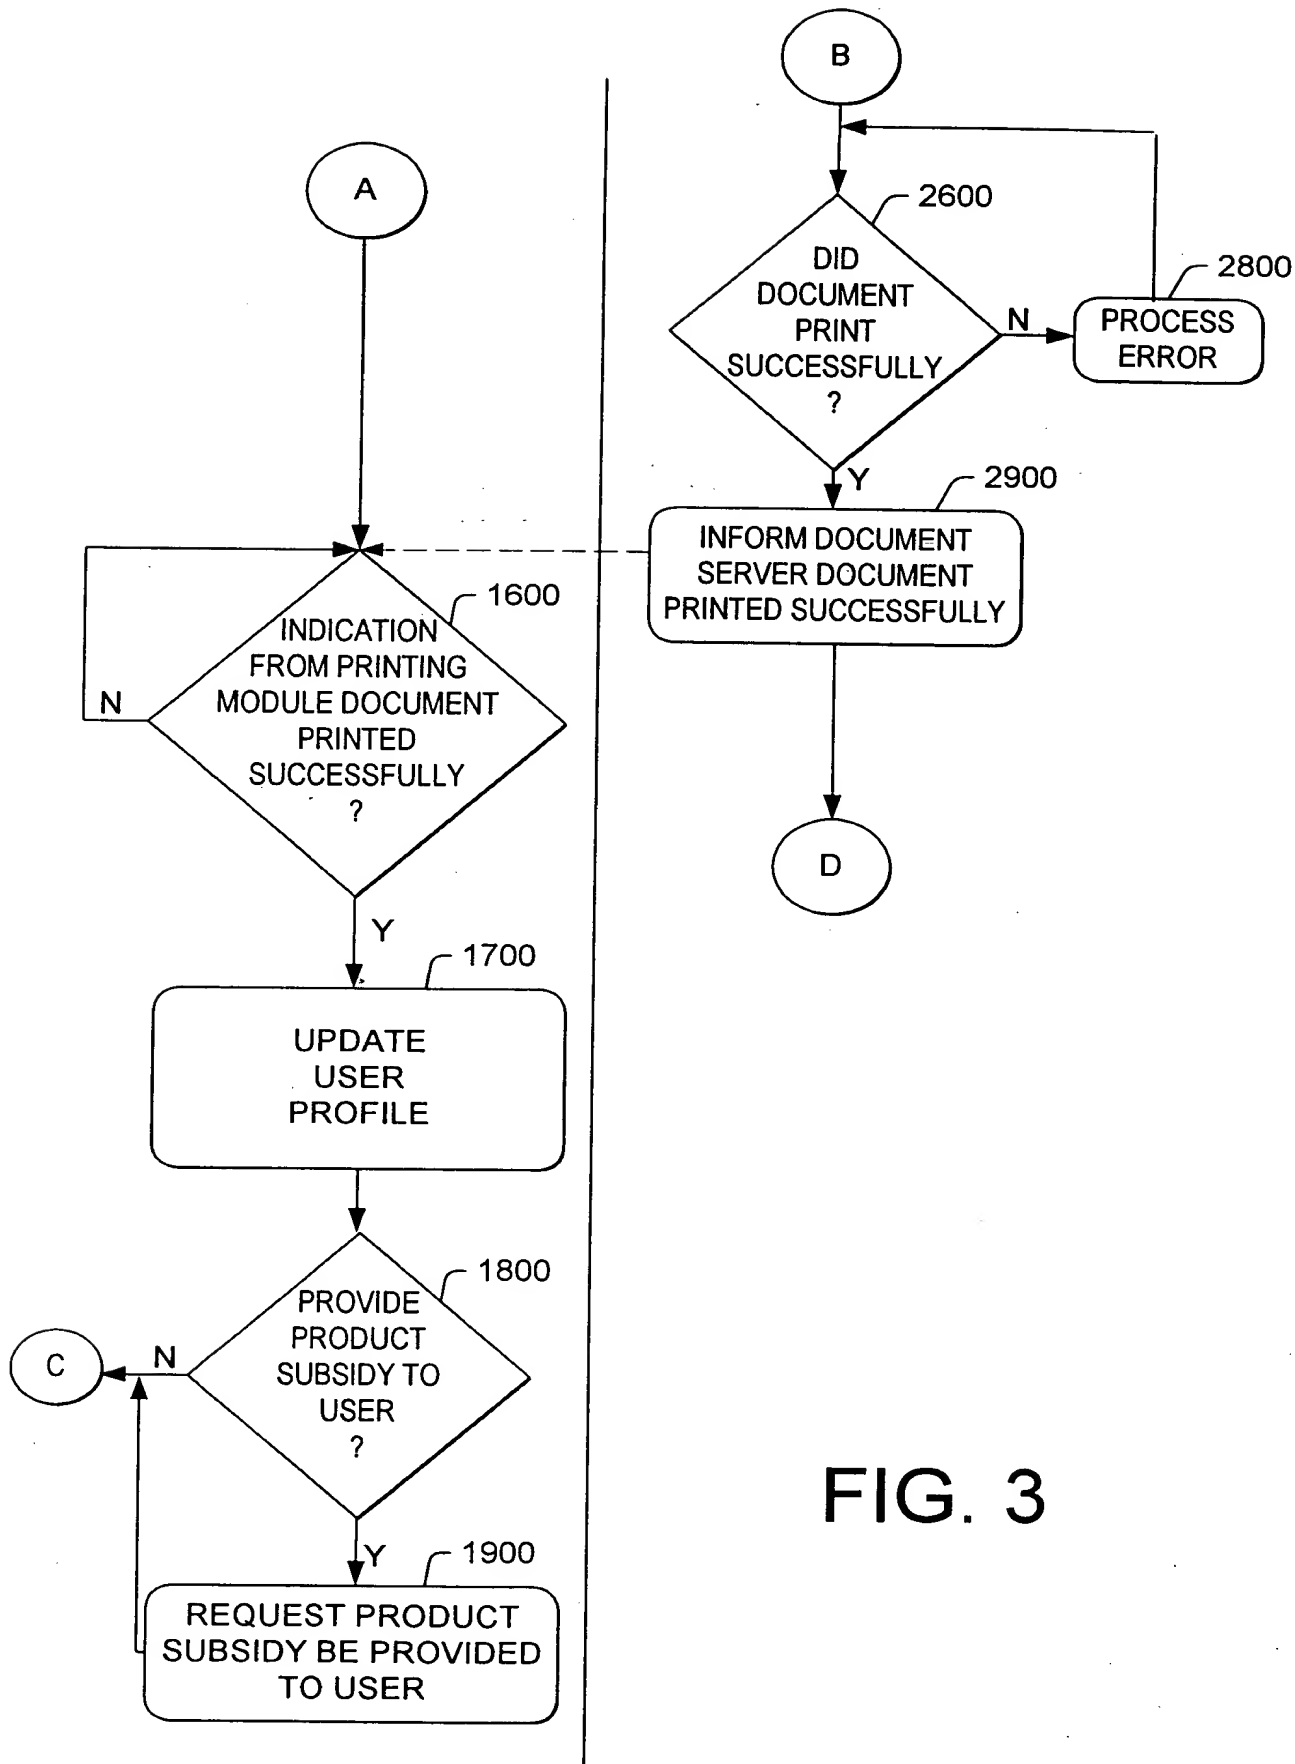 B
A
2600
DID
DOCUMENT
PRINT
SUCCESSFULLY
?
N
2800
PROCESS
ERROR
Y
2900
INFORM DOCUMENT
SERVER DOCUMENT
PRINTED SUCCESSFULLY
D
1600
INDICATION
FROM PRINTING
MODULE DOCUMENT
PRINTED
SUCCESSFULLY
?
N
Y
1700
UPDATE
USER
PROFILE
1800
PROVIDE
PRODUCT
SUBSIDY TO
USER
?
N
C
Y
1900
REQUEST PRODUCT
SUBSIDY BE PROVIDED
TO USER
FIG. 3